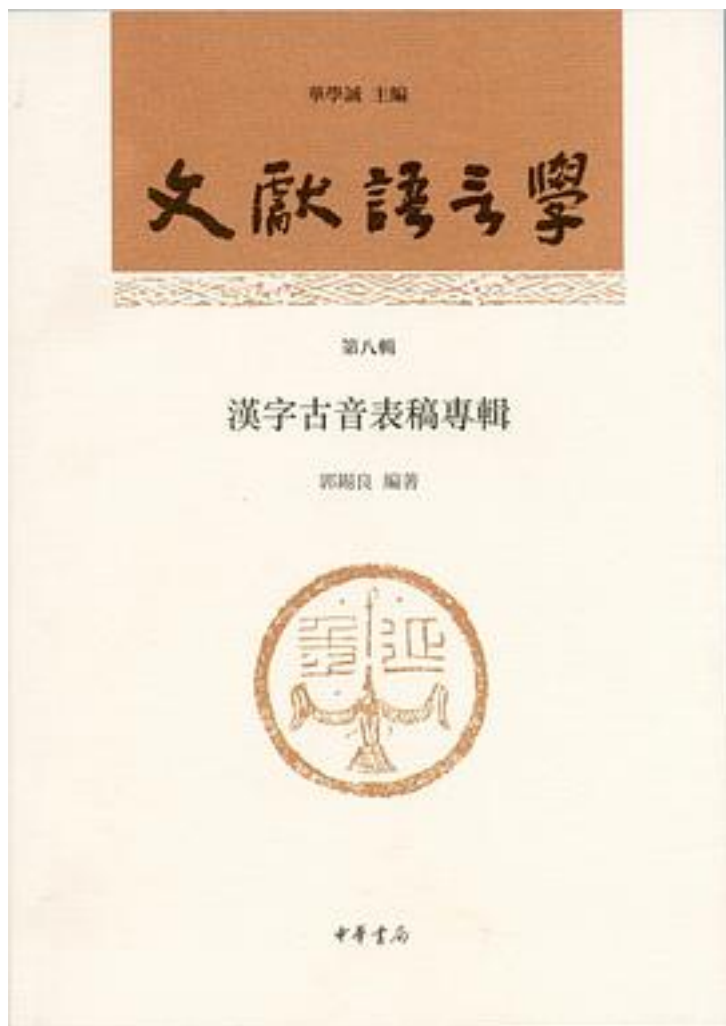 華學誠 主編
文獻語言學
第八輯
漢字古音表稿專輯
郭錫良 編著
中華書局